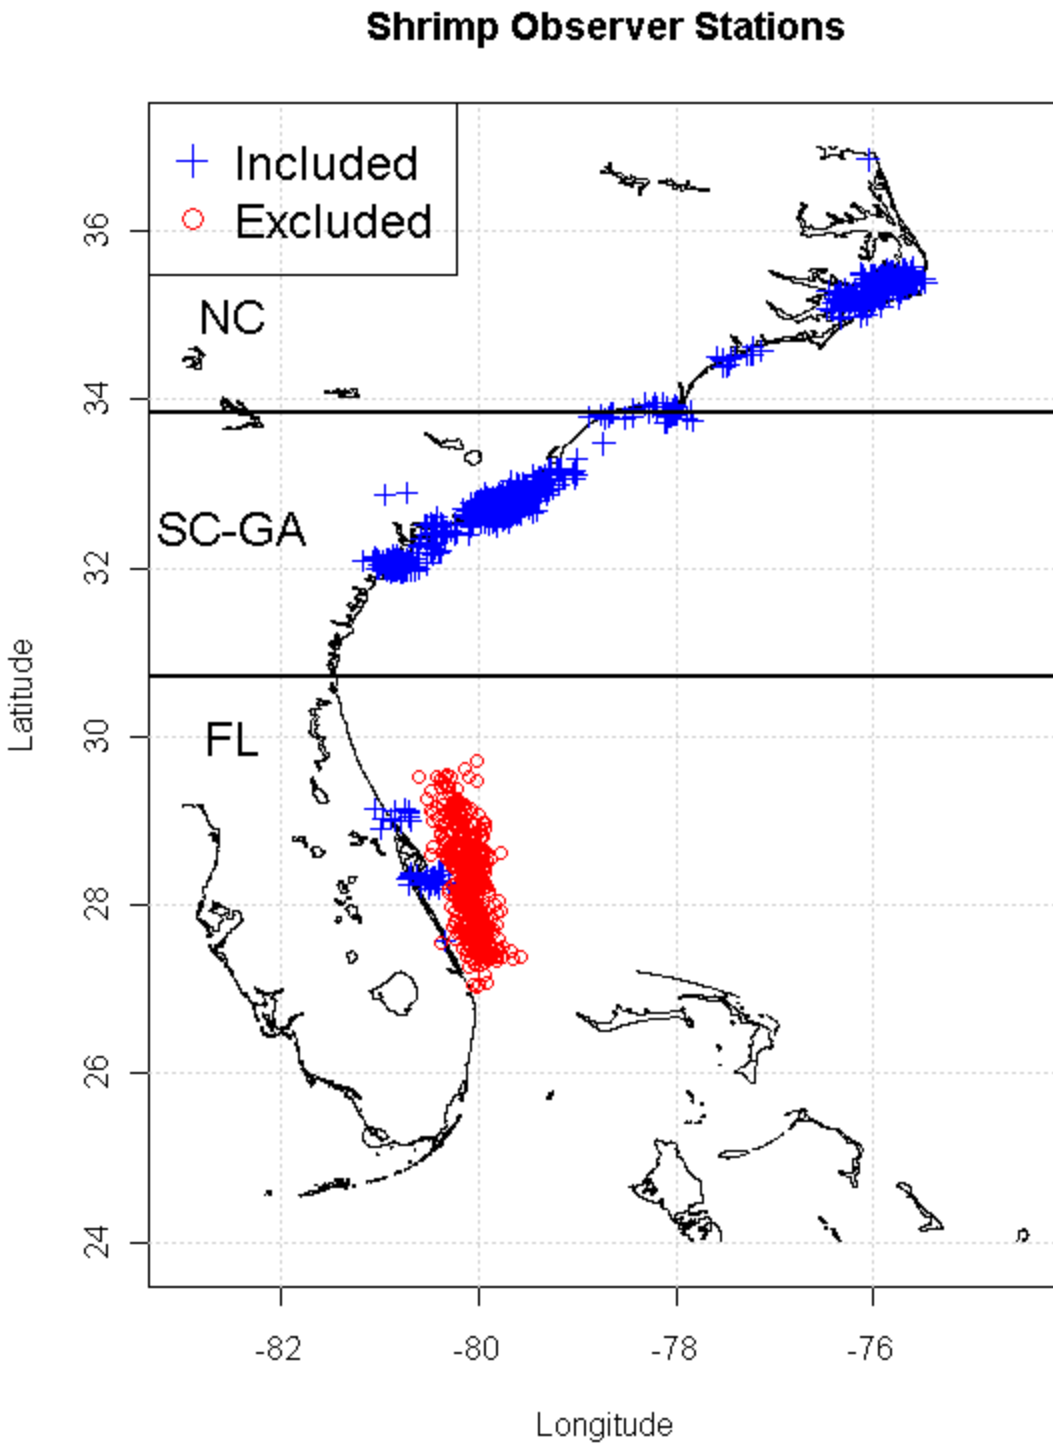 Shrimp Observer Stations
Included
Excluded
NC
SC-GA
FL
Latitude
36
34
32
30
28
26
24
-82
-80
-78
-76
Longitude